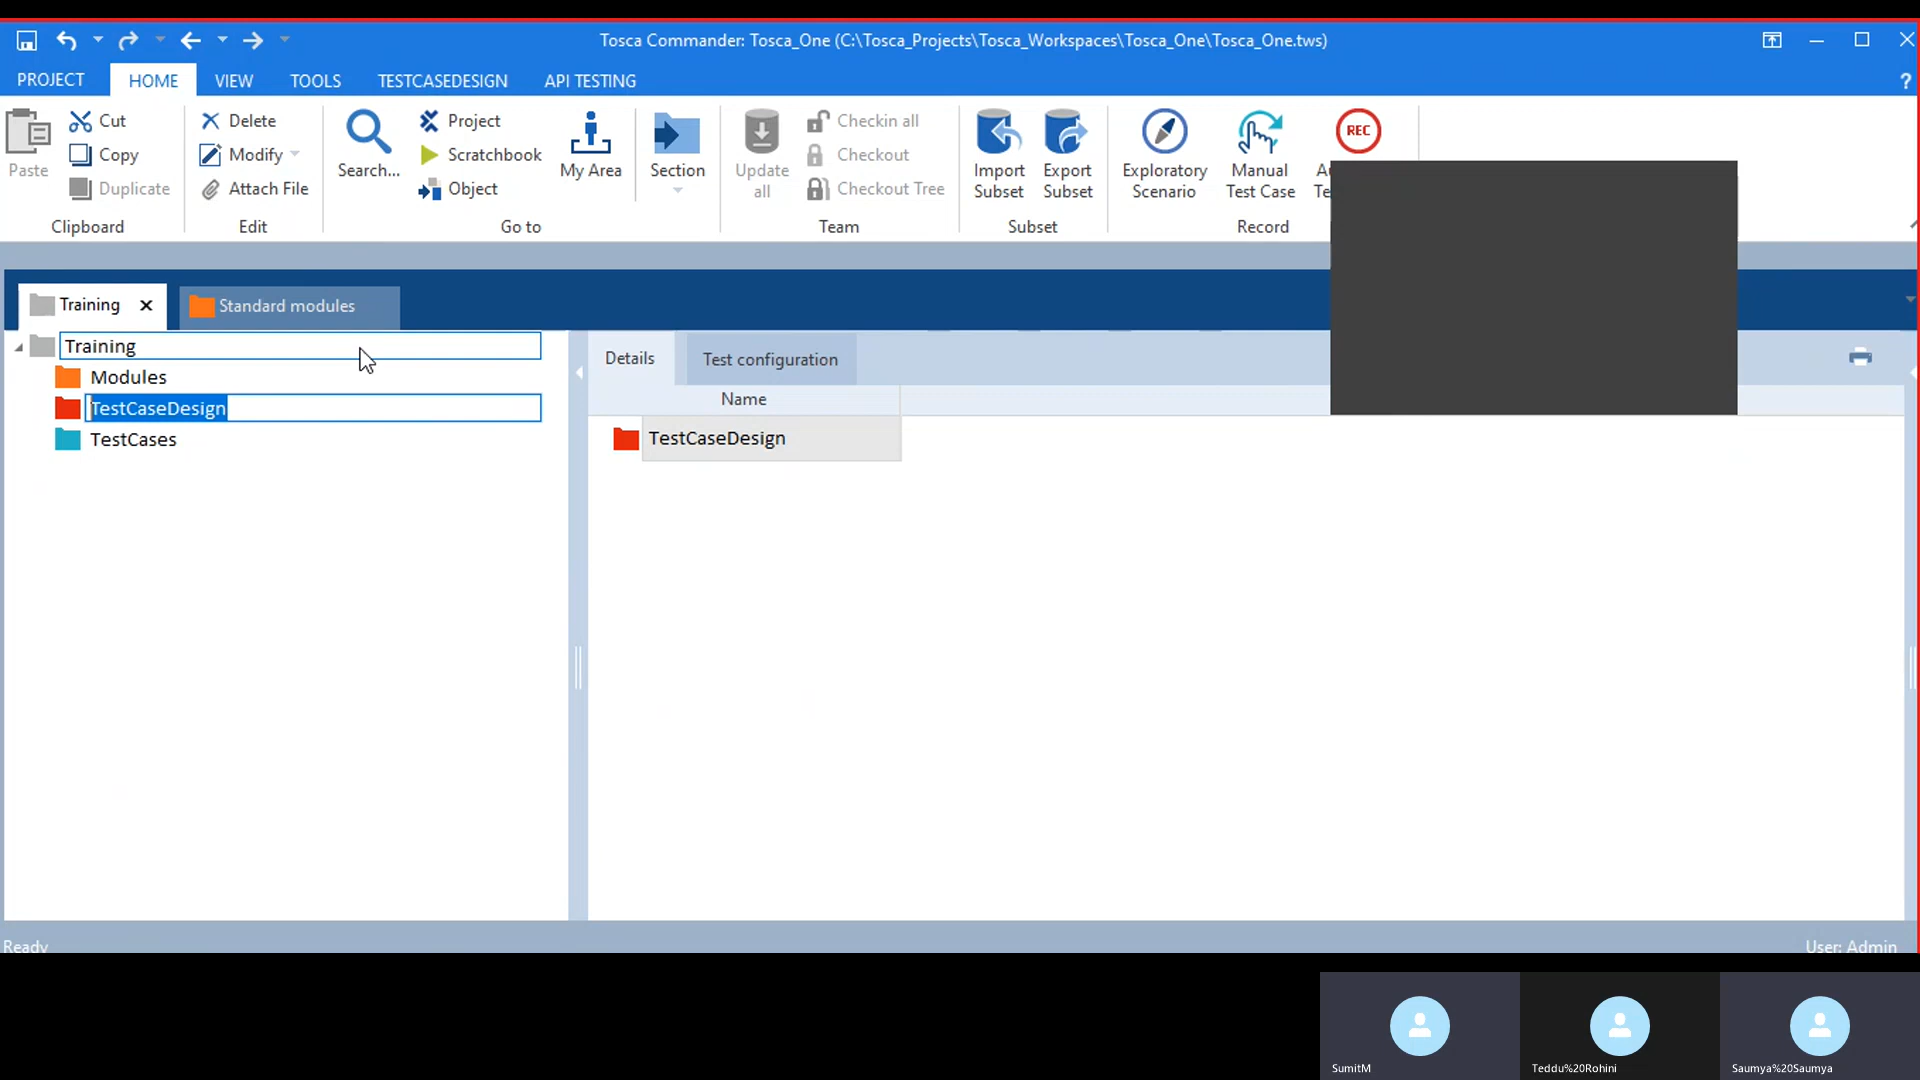 Tosca Commander: Tosca_One (C:\Tosca_Projects\Tosca_Workspaces\Tosca_One\Tosca_One.tws)
PROJECT HOME VIEW TOOLS TESTCASEDESIGN API TESTING ?
Paste
Cut
Copy
Duplicate
Clipboard
Delete
Modify
Attach File
Edit
Search...
Project
Scratchbook
Object
My Area
Section
Go to
Update all
Checkin all
Checkout
Checkout Tree
Team
Import Subset
Export Subset
Subset
Exploratory Scenario
Manual Test Case
REC
Record
Training
Standard modules
Training
Modules
TestCaseDesign
TestCases
Details Test configuration
Name
TestCaseDesign
Ready
User: Admin
SumitM
Teddu%20Rohini
Saumya%20Saumya